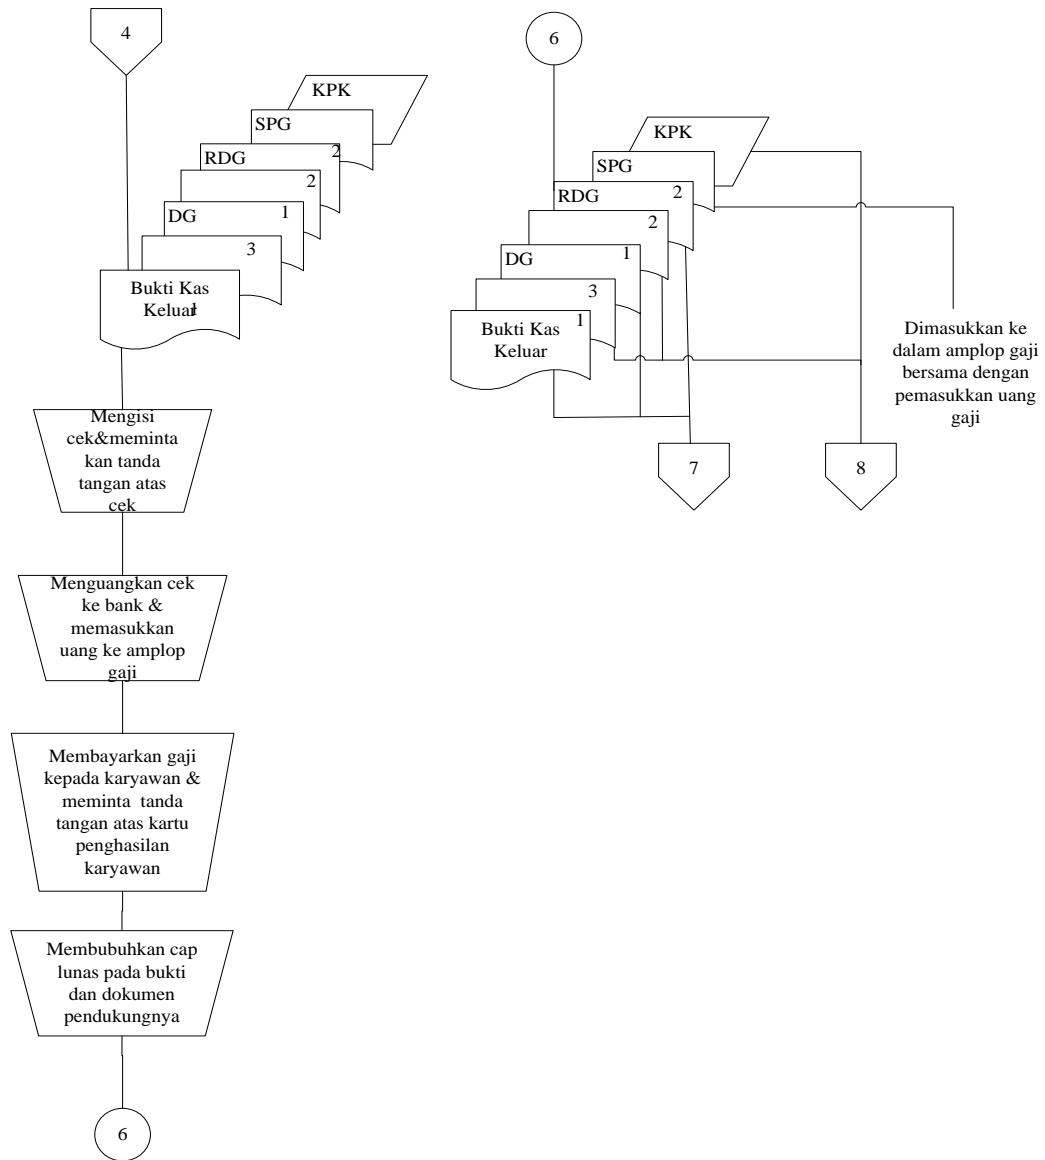 4
KPK
SPG
RDG
2
2
DG
1
3
Bukti Kas
Keluar
1
Mengisi
cek&meminta
kan tanda
tangan atas
cek
Menguangkan cek
ke bank &
memasukkan
uang ke amplop
gaji
Membayarkan gaji
kepada karyawan &
meminta tanda
tangan atas kartu
penghasilan
karyawan
Membubuhkan cap
lunas pada bukti
dan dokumen
pendukungnya
6
6
KPK
SPG
RDG
2
2
DG
1
3
Bukti Kas
Keluar
1
Dimasukkan ke
dalam amplop gaji
bersama dengan
pemasukkan uang
gaji
7
8